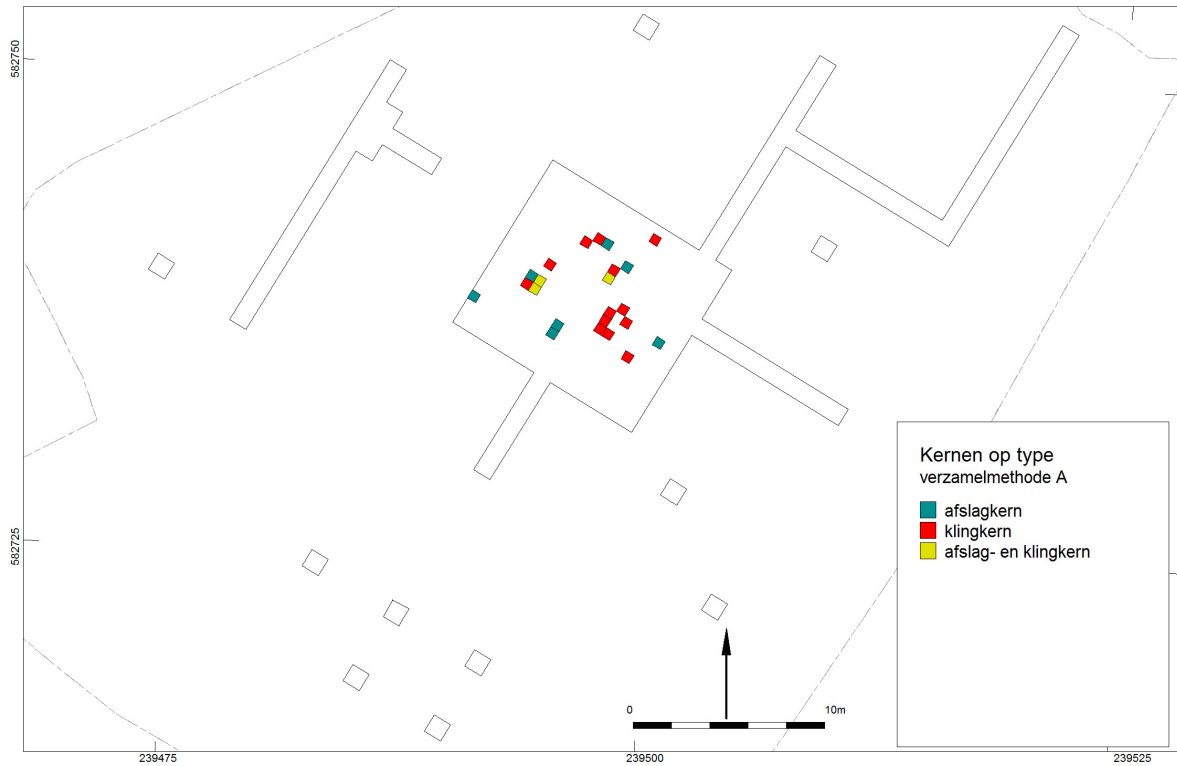 582750
582725
Kernen op type
verzamelmethode A
afslagkern
klingkern
afslag- en klingkern
0 10m
239475 239500 239525